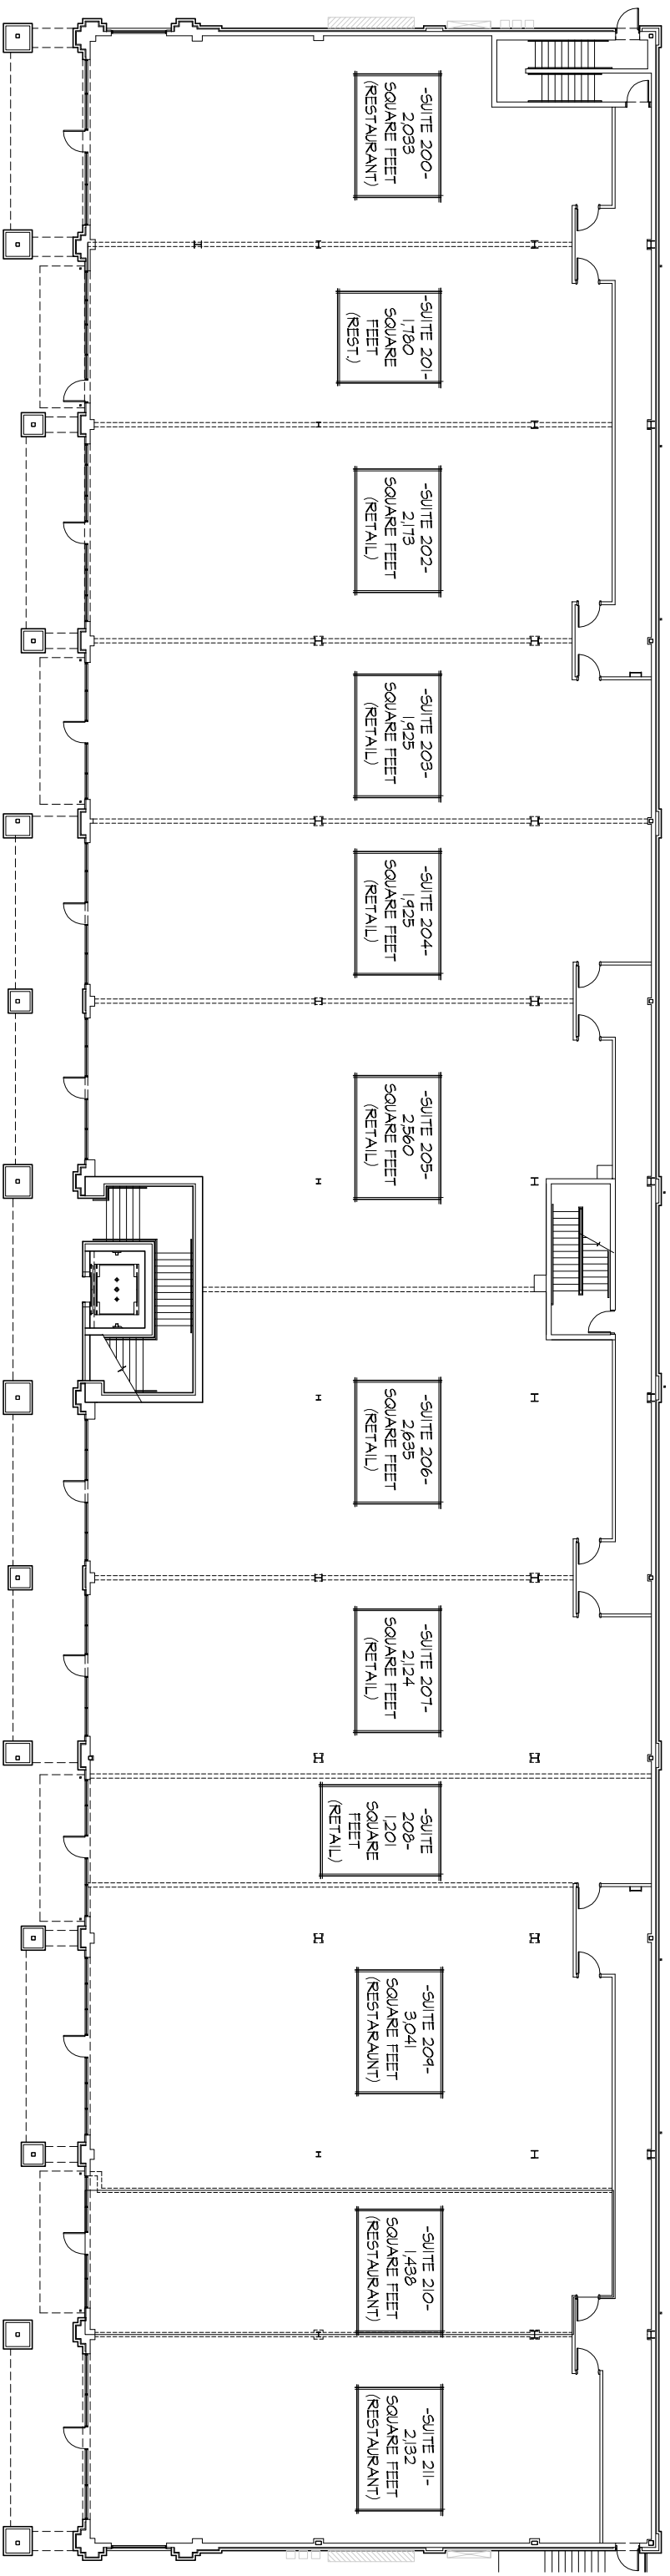 -SUITE 200-
2,033
SQUARE FEET
(RESTAURANT)
-SUITE 201-
1,780
SQUARE
FEET
(REST.)
-SUITE 202-
2,173
SQUARE FEET
(RETAIL)
-SUITE 203-
1,925
SQUARE FEET
(RETAIL)
-SUITE 204-
1,925
SQUARE FEET
(RETAIL)
-SUITE 205-
2,560
SQUARE FEET
(RETAIL)
-SUITE 206-
2,635
SQUARE FEET
(RETAIL)
-SUITE 207-
2,124
SQUARE FEET
(RETAIL)
-SUITE
208-
1,201
SQUARE
FEET
(RETAIL)
-SUITE 209-
3,041
SQUARE FEET
(RESTARAUNT)
-SUITE 210-
1,438
SQUARE FEET
(RESTAURANT)
-SUITE 211-
2,132
SQUARE FEET
(RESTAURANT)